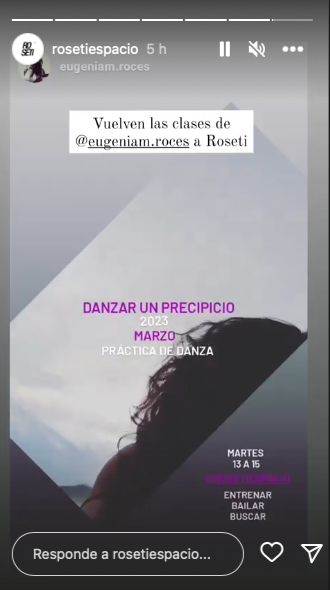 rosetiespacio 5 h
eugeniam.roces
Vuelven las clases de
@eugeniam.roces a Roseti
DANZAR UN PRECIPICIO
2023
MARZO
PRÁCTICA DE DANZA
MARTES
13 A 15
ENTRENAR
BAILAR
BUSCAR
Responde a rosetiespacio...